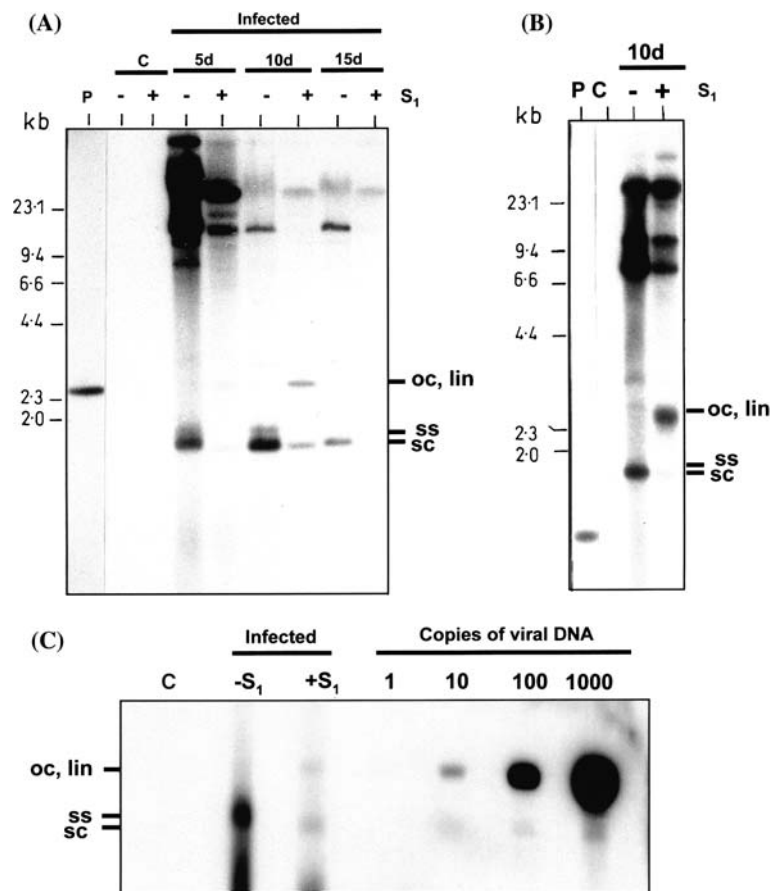 (A)
Infected
C 5d 10d 15d
P - + - + - + - + S₁
kb
23·1
9·4
6·6
4·4
2·3
2·0
oc, lin
ss
sc
(B)
10d
P C - + S₁
kb
23·1
9·4
6·6
4·4
2·3
2·0
oc, lin
ss
sc
(C)
Infected Copies of viral DNA
C -S₁ +S₁ 1 10 100 1000
oc, lin
ss
sc